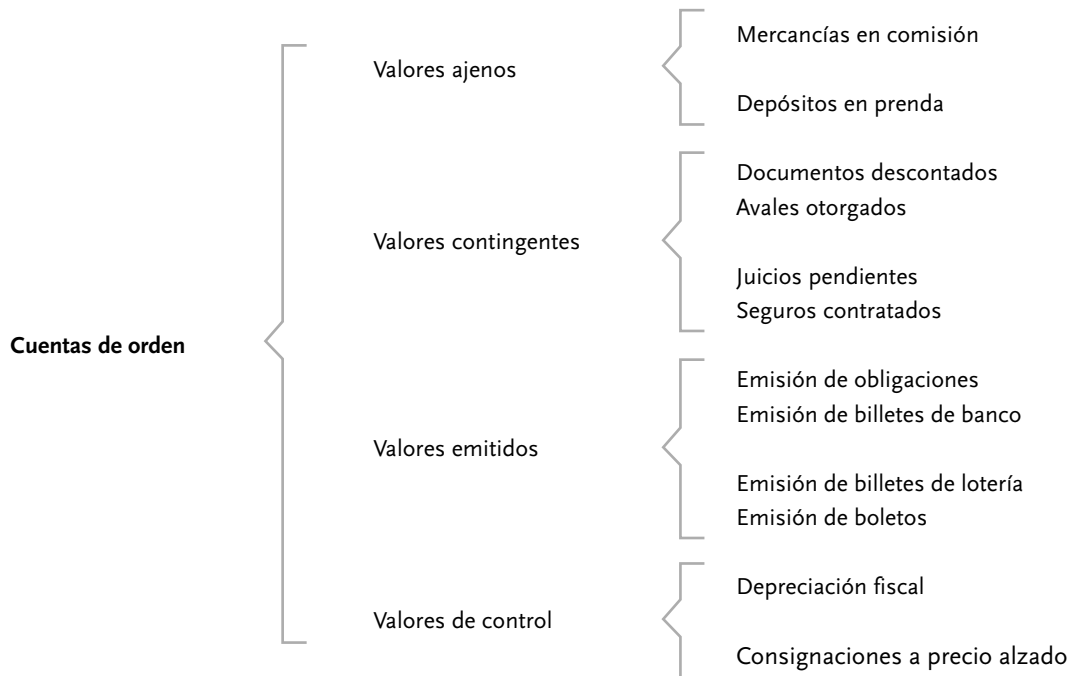 Cuentas de orden
Valores ajenos
Mercancías en comisión
Depósitos en prenda
Valores contingentes
Documentos descontados
Avales otorgados
Juicios pendientes
Seguros contratados
Valores emitidos
Emisión de obligaciones
Emisión de billetes de banco
Emisión de billetes de lotería
Emisión de boletos
Valores de control
Depreciación fiscal
Consignaciones a precio alzado